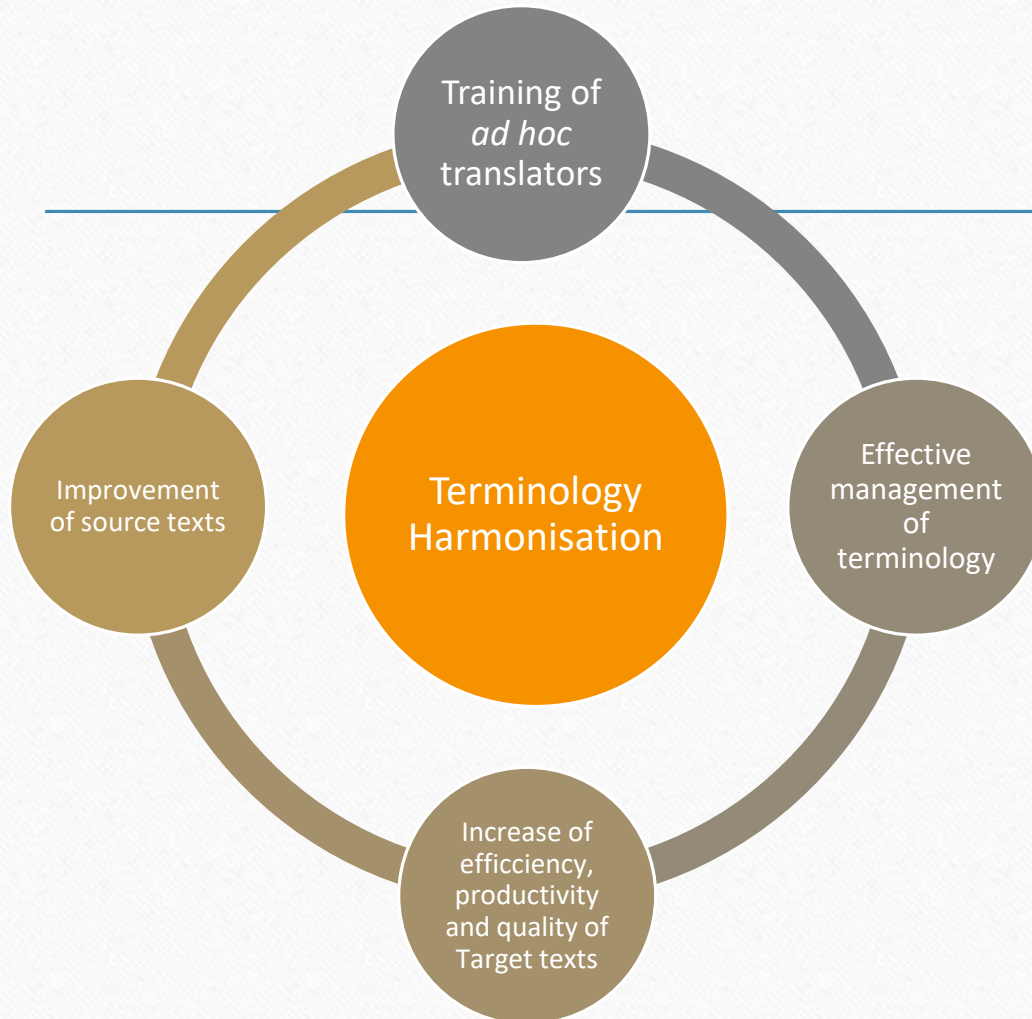 Training of
ad hoc
translators
Improvement
of source texts
Terminology
Harmonisation
Effective
management
of
terminology
Increase of
efficciency,
productivity
and quality of
Target texts